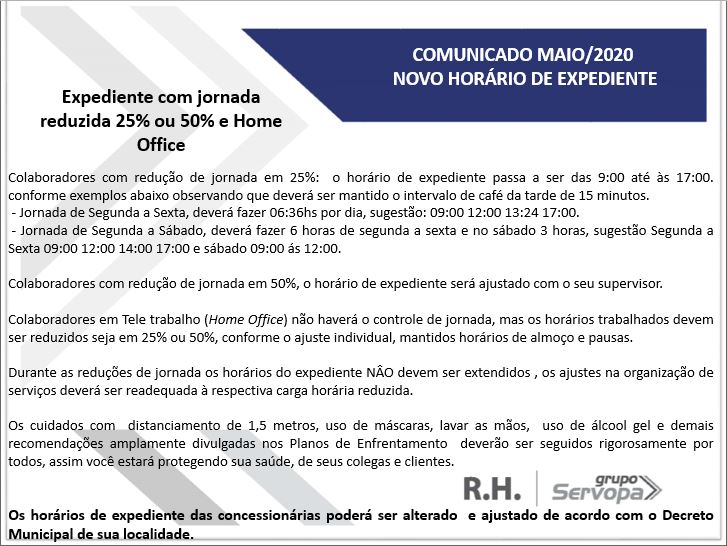 COMUNICADO MAIO/2020
NOVO HORÁRIO DE EXPEDIENTE
Expediente com jornada
reduzida 25% ou 50% e Home
Office
Colaboradores com redução de jornada em 25%: o horário de expediente passa a ser das 9:00 até às 17:00.
conforme exemplos abaixo observando que deverá ser mantido o intervalo de café da tarde de 15 minutos.
- Jornada de Segunda a Sexta, deverá fazer 06:36hs por dia, sugestão: 09:00 12:00 13:24 17:00.
- Jornada de Segunda a Sábado, deverá fazer 6 horas de segunda a sexta e no sábado 3 horas, sugestão Segunda a
Sexta 09:00 12:00 14:00 17:00 e sábado 09:00 ás 12:00.
Colaboradores com redução de jornada em 50%, o horário de expediente será ajustado com o seu supervisor.
Colaboradores em Tele trabalho (Home Office) não haverá o controle de jornada, mas os horários trabalhados devem
ser reduzidos seja em 25% ou 50%, conforme o ajuste individual, mantidos horários de almoço e pausas.
Durante as reduções de jornada os horários do expediente NÂO devem ser extendidos , os ajustes na organização de
serviços deverá ser readequada à respectiva carga horária reduzida.
Os cuidados com distanciamento de 1,5 metros, uso de máscaras, lavar as mãos, uso de álcool gel e demais
recomendações amplamente divulgadas nos Planos de Enfrentamento deverão ser seguidos rigorosamente por
todos, assim você estará protegendo sua saúde, de seus colegas e clientes.
R.H. grupo Servopa
Os horários de expediente das concessionárias poderá ser alterado e ajustado de acordo com o Decreto
Municipal de sua localidade.